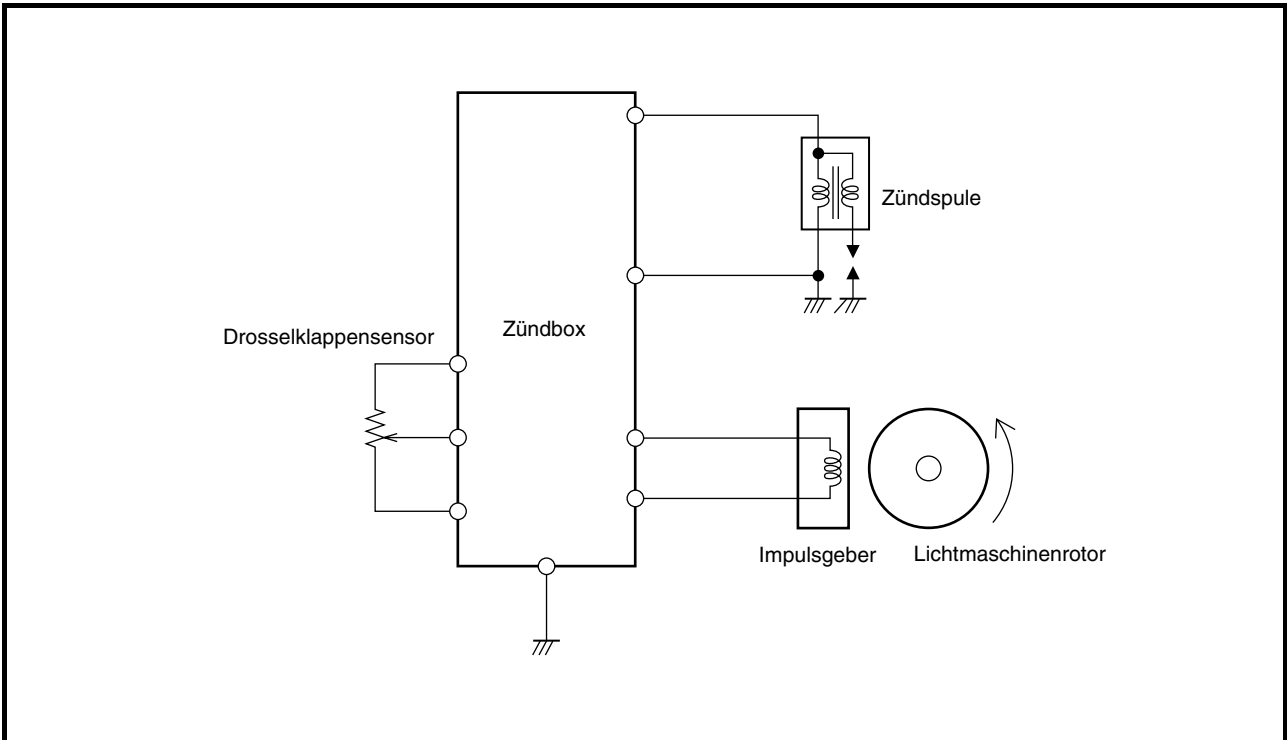 Zündspule
Zündbox
Drosselklappensensor
Impulsgeber
Lichtmaschinenrotor